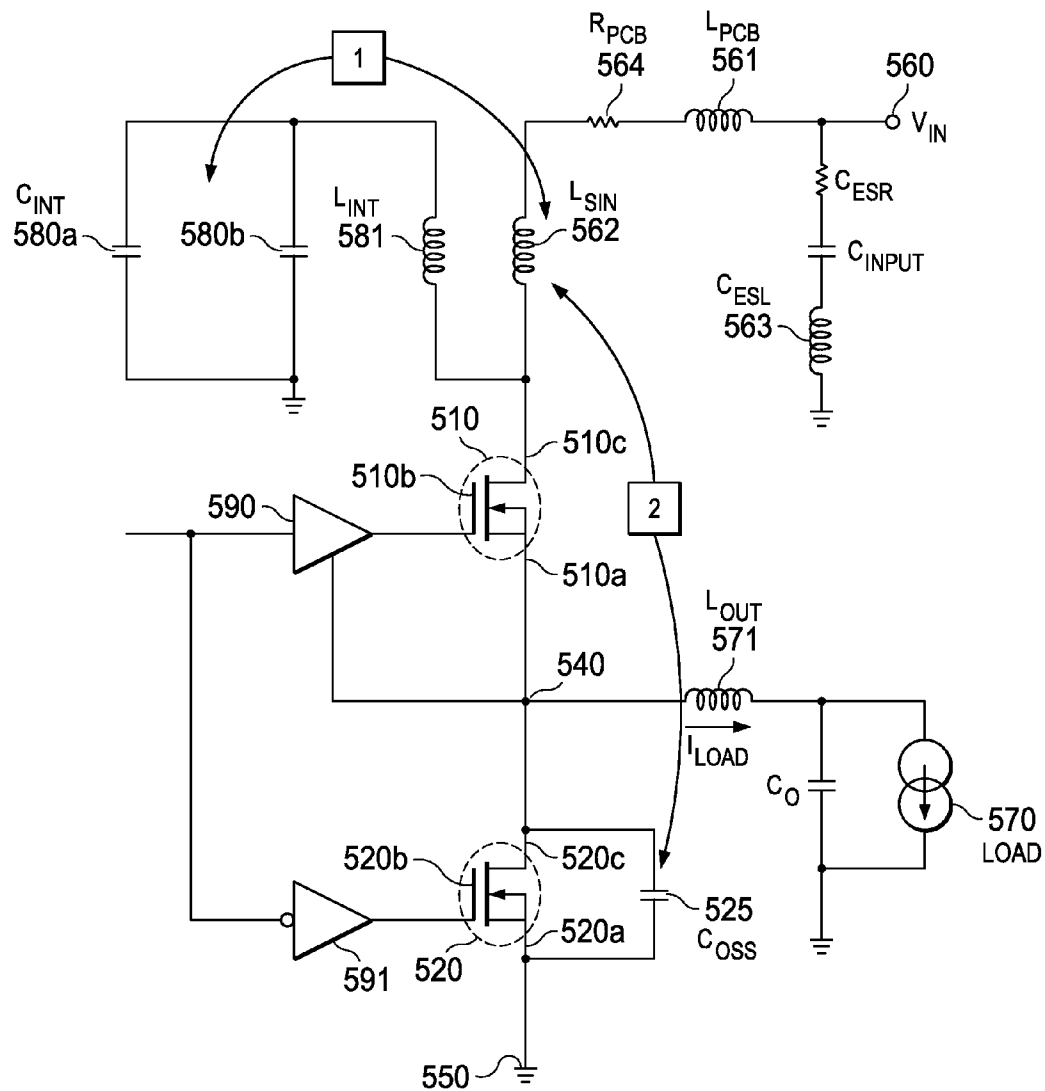 1
R_PCB
564
L_PCB
561
560
V_IN
C_INT
580a
580b
L_INT
581
L_SIN
562
C_ESR
C_INPUT
C_ESL
563
510
510c
510b
590
2
510a
540
L_OUT
571
I_LOAD
C_O
570
LOAD
520b
520c
525
C_OSS
520a
591
520
550